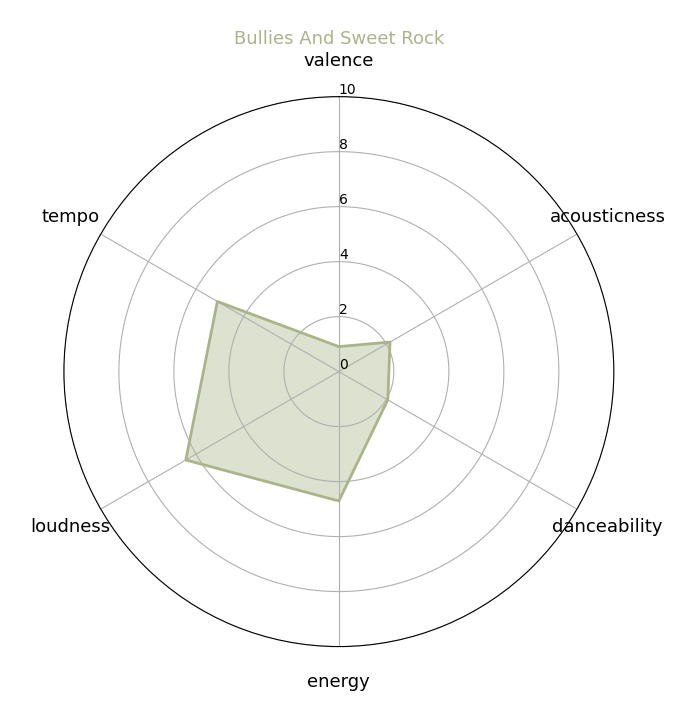 Bullies And Sweet Rock
valence
10
8
tempo
6
acousticness
4
2
0
loudness
danceability
energy